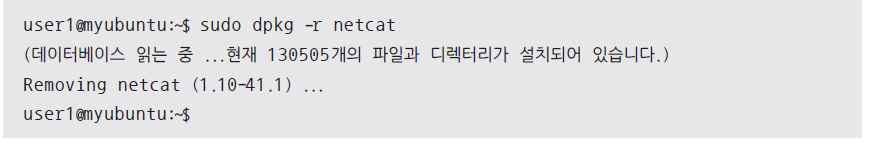 user1@myubuntu:~$ sudo dpkg -r netcat
(데이터베이스 읽는 중 ...현재 130505개의 파일과 디렉터리가 설치되어 있습니다.)
Removing netcat (1.10-41.1) ...
user1@myubuntu:~$